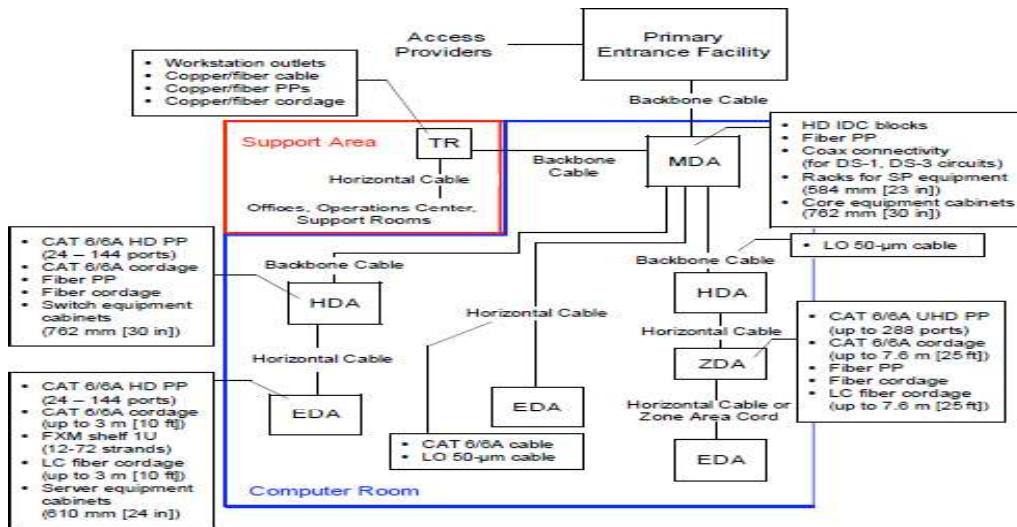 Access
Providers
Primary
Entrance Facility
• Workstation outlets
• Copper/fiber cable
• Copper/fiber PPs
• Copper/fiber cordage
Backbone Cable
Support Area
TR
Horizontal Cable
Offices, Operations Center,
Support Rooms
Backbone
Cable
MDA
• HD IDC blocks
• Fiber PP
• Coax connectivity
(for DS-1, DS-3 circuits)
• Racks for SP equipment
(584 mm [23 in])
• Core equipment cabinets
(762 mm [30 in])
• CAT 6/6A HD PP
(24 – 144 ports)
• CAT 6/6A cordage
• Fiber PP
• Fiber cordage
• Switch equipment
cabinets
(762 mm [30 in])
Backbone Cable
HDA
Horizontal Cable
Backbone Cable
• LO 50-µm cable
HDA
Horizontal Cable
Horizontal Cable
ZDA
• CAT 6/6A UHD PP
(up to 288 ports)
• CAT 6/6A cordage
(up to 7.6 m [25 ft])
• Fiber PP
• Fiber cordage
• LC fiber cordage
(up to 7.6 m [25 ft])
• CAT 6/6A HD PP
(24 – 144 ports)
• CAT 6/6A cordage
(up to 3 m [10 ft])
• FXM shelf 1U
(12-72 strands)
• LC fiber cordage
(up to 3 m [10 ft])
• Server equipment
cabinets
(610 mm [24 in])
EDA
EDA
Horizontal Cable or
Zone Area Cord
• CAT 6/6A cable
• LO 50-µm cable
EDA
Computer Room